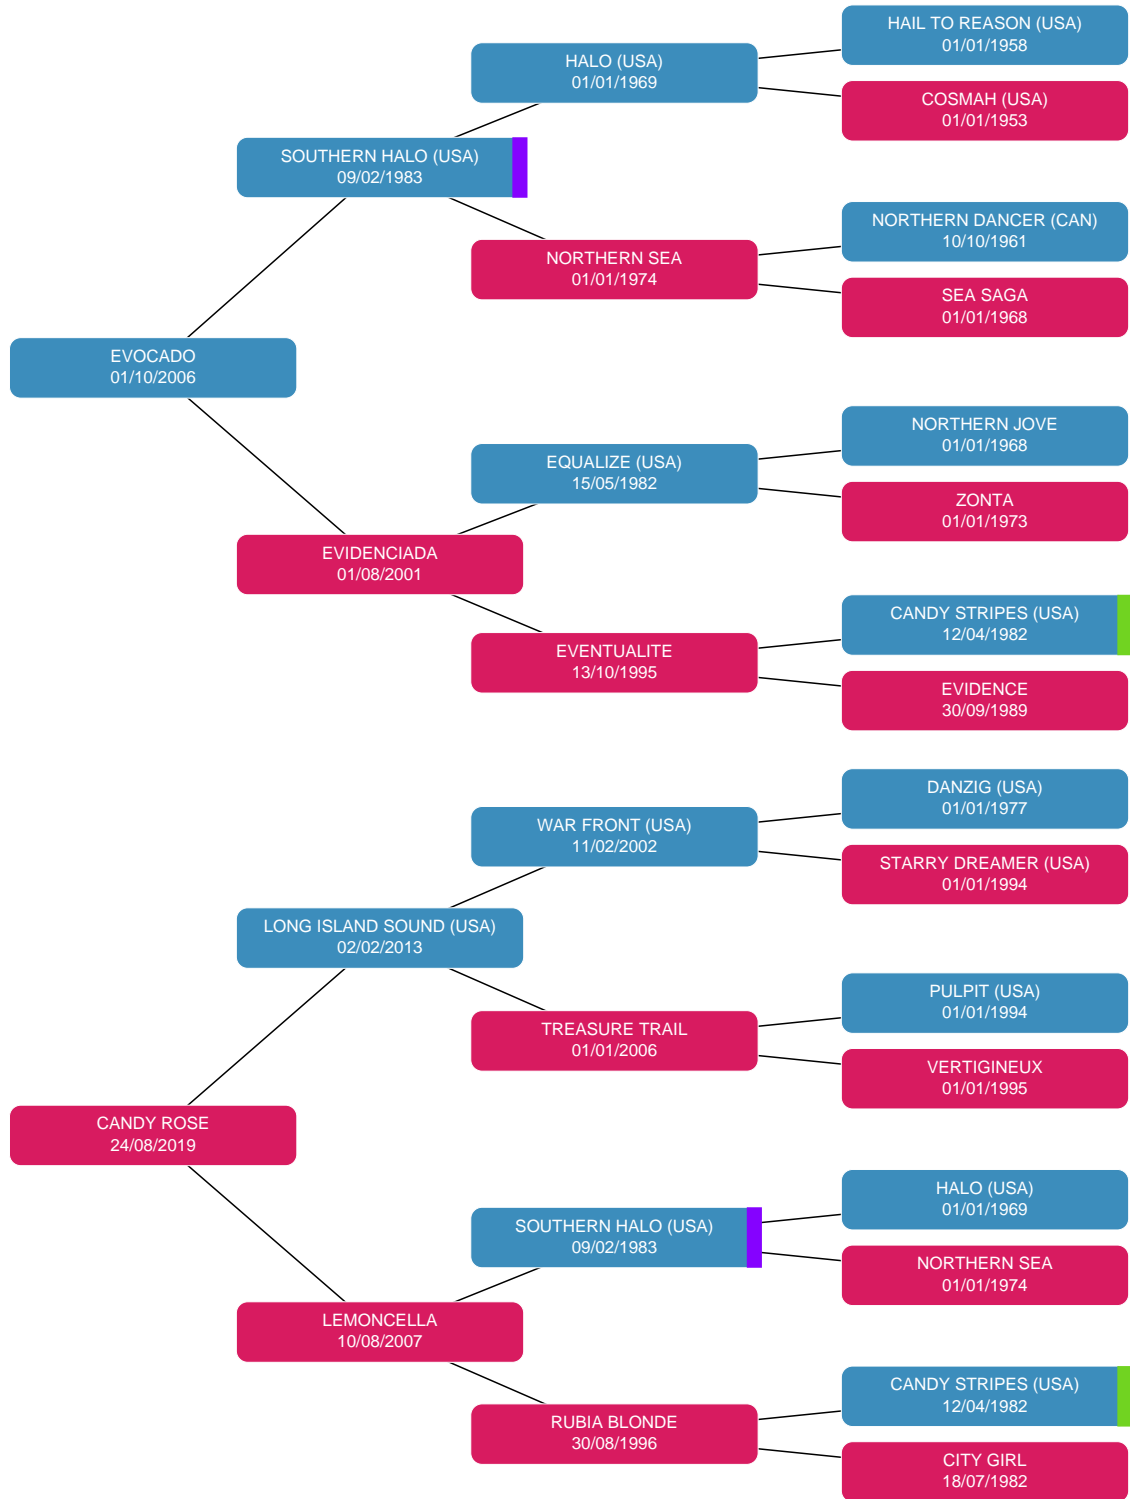 HAIL TO REASON (USA)
01/01/1958
HALO (USA)
01/01/1969
COSMAH (USA)
01/01/1953
SOUTHERN HALO (USA)
09/02/1983
NORTHERN DANCER (CAN)
10/10/1961
NORTHERN SEA
01/01/1974
SEA SAGA
01/01/1968
EVOCADO
01/10/2006
NORTHERN JOVE
01/01/1968
EQUALIZE (USA)
15/05/1982
ZONTA
01/01/1973
EVIDENCIADA
01/08/2001
CANDY STRIPES (USA)
12/04/1982
EVENTUALITE
13/10/1995
EVIDENCE
30/09/1989
DANZIG (USA)
01/01/1977
WAR FRONT (USA)
11/02/2002
STARRY DREAMER (USA)
01/01/1994
LONG ISLAND SOUND (USA)
02/02/2013
PULPIT (USA)
01/01/1994
TREASURE TRAIL
01/01/2006
VERTIGINEUX
01/01/1995
CANDY ROSE
24/08/2019
HALO (USA)
01/01/1969
SOUTHERN HALO (USA)
09/02/1983
NORTHERN SEA
01/01/1974
LEMONCELLA
10/08/2007
CANDY STRIPES (USA)
12/04/1982
RUBIA BLONDE
30/08/1996
CITY GIRL
18/07/1982